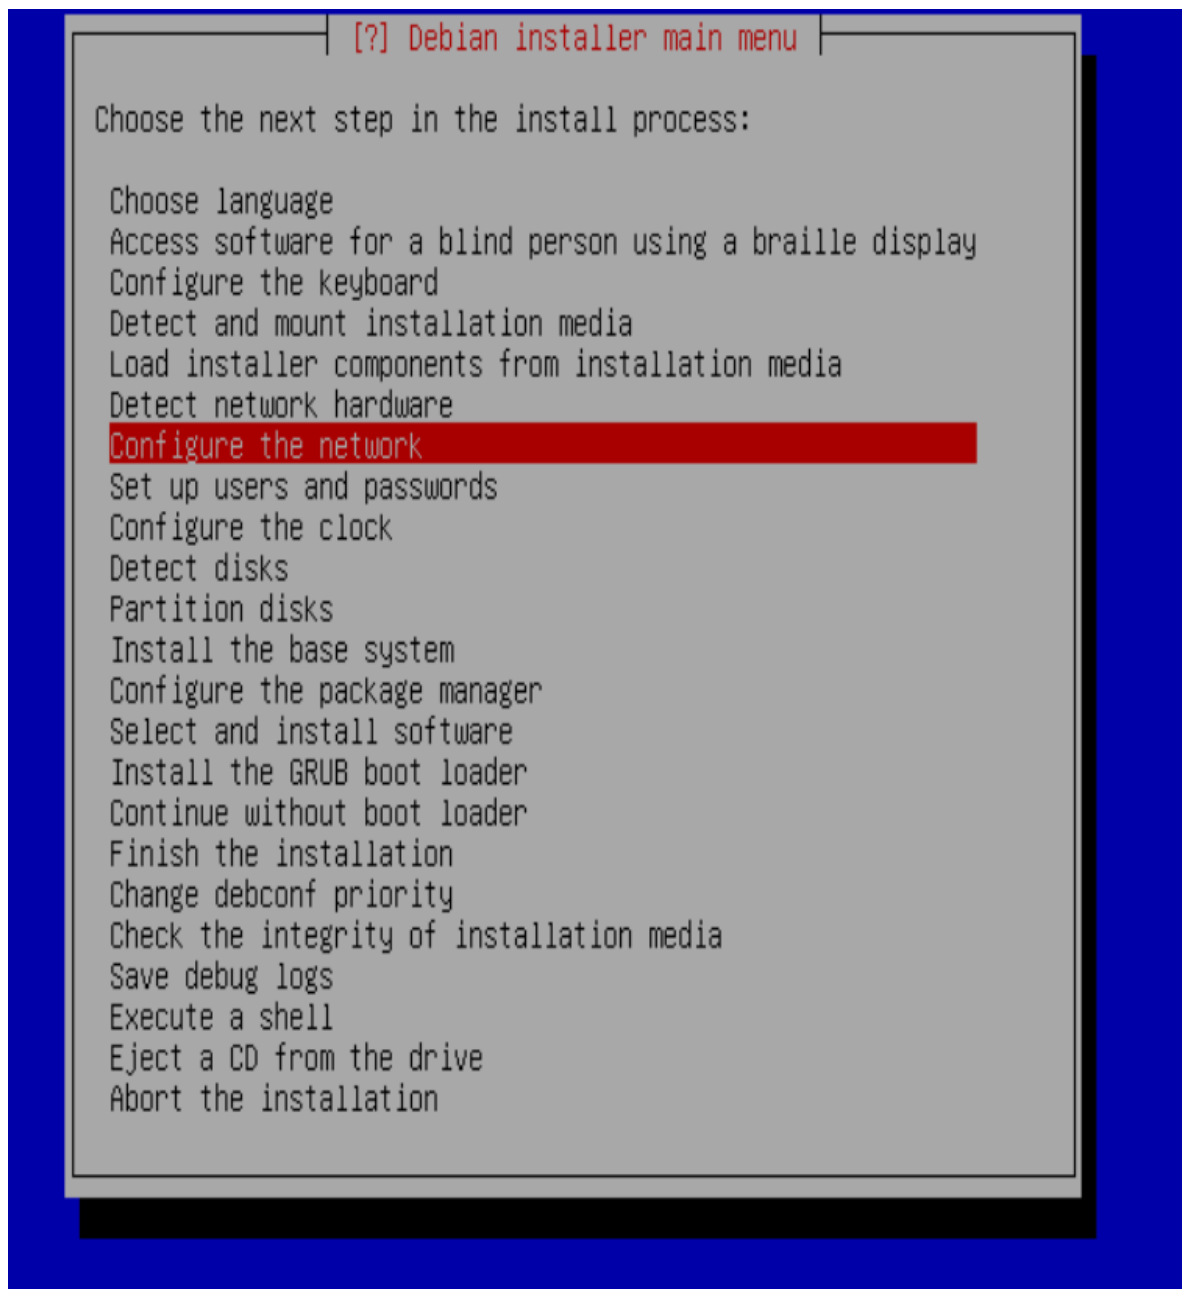 [?] Debian installer main menu
Choose the next step in the install process:
Choose language
Access software for a blind person using a braille display
Configure the keyboard
Detect and mount installation media
Load installer components from installation media
Detect network hardware
Configure the network
Set up users and passwords
Configure the clock
Detect disks
Partition disks
Install the base system
Configure the package manager
Select and install software
Install the GRUB boot loader
Continue without boot loader
Finish the installation
Change debconf priority
Check the integrity of installation media
Save debug logs
Execute a shell
Eject a CD from the drive
Abort the installation